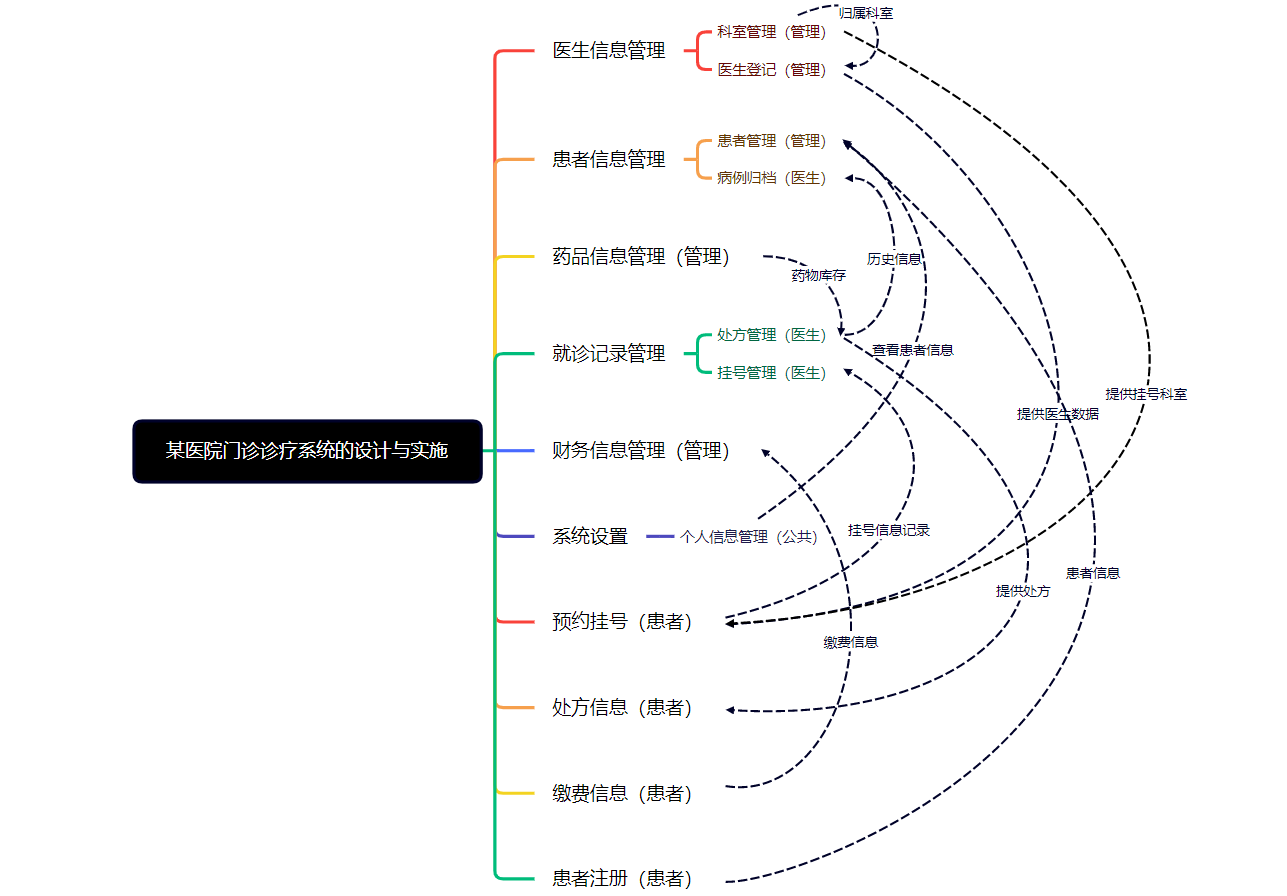 归属科室
科室管理（管理）
医生信息管理
医生登记（管理）
患者管理（管理）
患者信息管理
病例归档（医生）
药品信息管理（管理）
历史信息
药物库存
处方管理（医生）
就诊记录管理
查看患者信息
挂号管理（医生）
提供挂号科室
提供医生数据
某医院门诊诊疗系统的设计与实施
财务信息管理（管理）
挂号信息记录
系统设置
个人信息管理（公共）
患者信息
提供处方
预约挂号（患者）
缴费信息
处方信息（患者）
缴费信息（患者）
患者注册（患者）